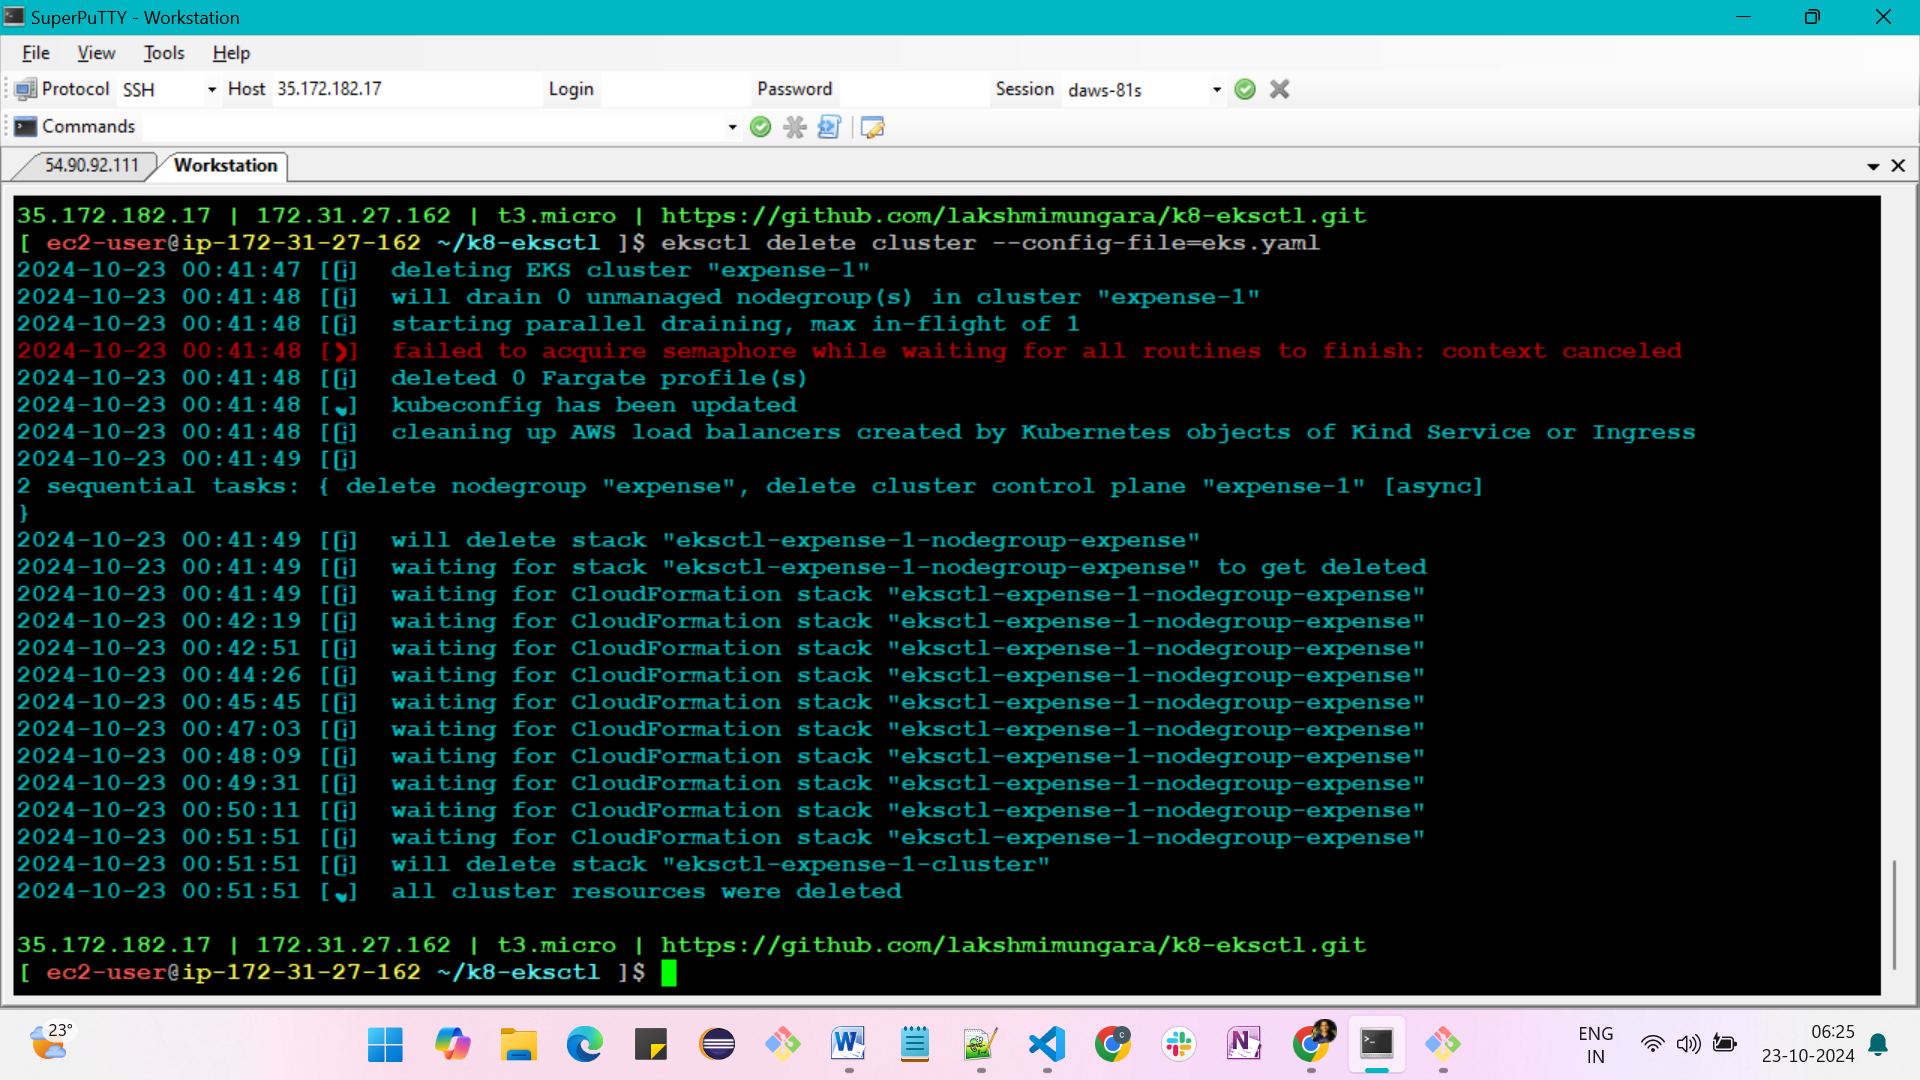 SuperPuTTY - Workstation
File View Tools Help
Protocol SSH Host 35.172.182.17 Login Password Session daws-81s
Commands
54.90.92.111 Workstation
35.172.182.17 | 172.31.27.162 | t3.micro | https://github.com/lakshmimungara/k8-eksctl.git
[ ec2-user@ip-172-31-27-162 ~/k8-eksctl ]$ eksctl delete cluster --config-file=eks.yaml
2024-10-23 00:41:47 [ℹ] deleting EKS cluster "expense-1"
2024-10-23 00:41:48 [ℹ] will drain 0 unmanaged nodegroup(s) in cluster "expense-1"
2024-10-23 00:41:48 [ℹ] starting parallel draining, max in-flight of 1
2024-10-23 00:41:48 [✖] failed to acquire semaphore while waiting for all routines to finish: context canceled
2024-10-23 00:41:48 [ℹ] deleted 0 Fargate profile(s)
2024-10-23 00:41:48 [✔] kubeconfig has been updated
2024-10-23 00:41:48 [ℹ] cleaning up AWS load balancers created by Kubernetes objects of Kind Service or Ingress
2024-10-23 00:41:49 [ℹ]
2 sequential tasks: { delete nodegroup "expense", delete cluster control plane "expense-1" [async]
}
2024-10-23 00:41:49 [ℹ] will delete stack "eksctl-expense-1-nodegroup-expense"
2024-10-23 00:41:49 [ℹ] waiting for stack "eksctl-expense-1-nodegroup-expense" to get deleted
2024-10-23 00:41:49 [ℹ] waiting for CloudFormation stack "eksctl-expense-1-nodegroup-expense"
2024-10-23 00:42:19 [ℹ] waiting for CloudFormation stack "eksctl-expense-1-nodegroup-expense"
2024-10-23 00:42:51 [ℹ] waiting for CloudFormation stack "eksctl-expense-1-nodegroup-expense"
2024-10-23 00:44:26 [ℹ] waiting for CloudFormation stack "eksctl-expense-1-nodegroup-expense"
2024-10-23 00:45:45 [ℹ] waiting for CloudFormation stack "eksctl-expense-1-nodegroup-expense"
2024-10-23 00:47:03 [ℹ] waiting for CloudFormation stack "eksctl-expense-1-nodegroup-expense"
2024-10-23 00:48:09 [ℹ] waiting for CloudFormation stack "eksctl-expense-1-nodegroup-expense"
2024-10-23 00:49:31 [ℹ] waiting for CloudFormation stack "eksctl-expense-1-nodegroup-expense"
2024-10-23 00:50:11 [ℹ] waiting for CloudFormation stack "eksctl-expense-1-nodegroup-expense"
2024-10-23 00:51:51 [ℹ] waiting for CloudFormation stack "eksctl-expense-1-nodegroup-expense"
2024-10-23 00:51:51 [ℹ] will delete stack "eksctl-expense-1-cluster"
2024-10-23 00:51:51 [✔] all cluster resources were deleted
35.172.182.17 | 172.31.27.162 | t3.micro | https://github.com/lakshmimungara/k8-eksctl.git
[ ec2-user@ip-172-31-27-162 ~/k8-eksctl ]$
23°
ENG
IN
06:25
23-10-2024